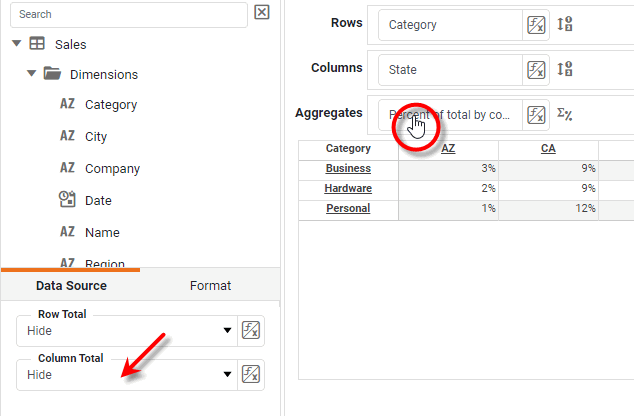 Search
Sales
Dimensions
AZ Category
AZ City
AZ Company
Date
AZ Name
AZ Region
Data Source Format
Row Total
Hide
Column Total
Hide
Rows Category
Columns State
Aggregates Percent of total by co...
Category AZ CA
Business 3% 9%
Hardware 2% 9%
Personal 1% 12%